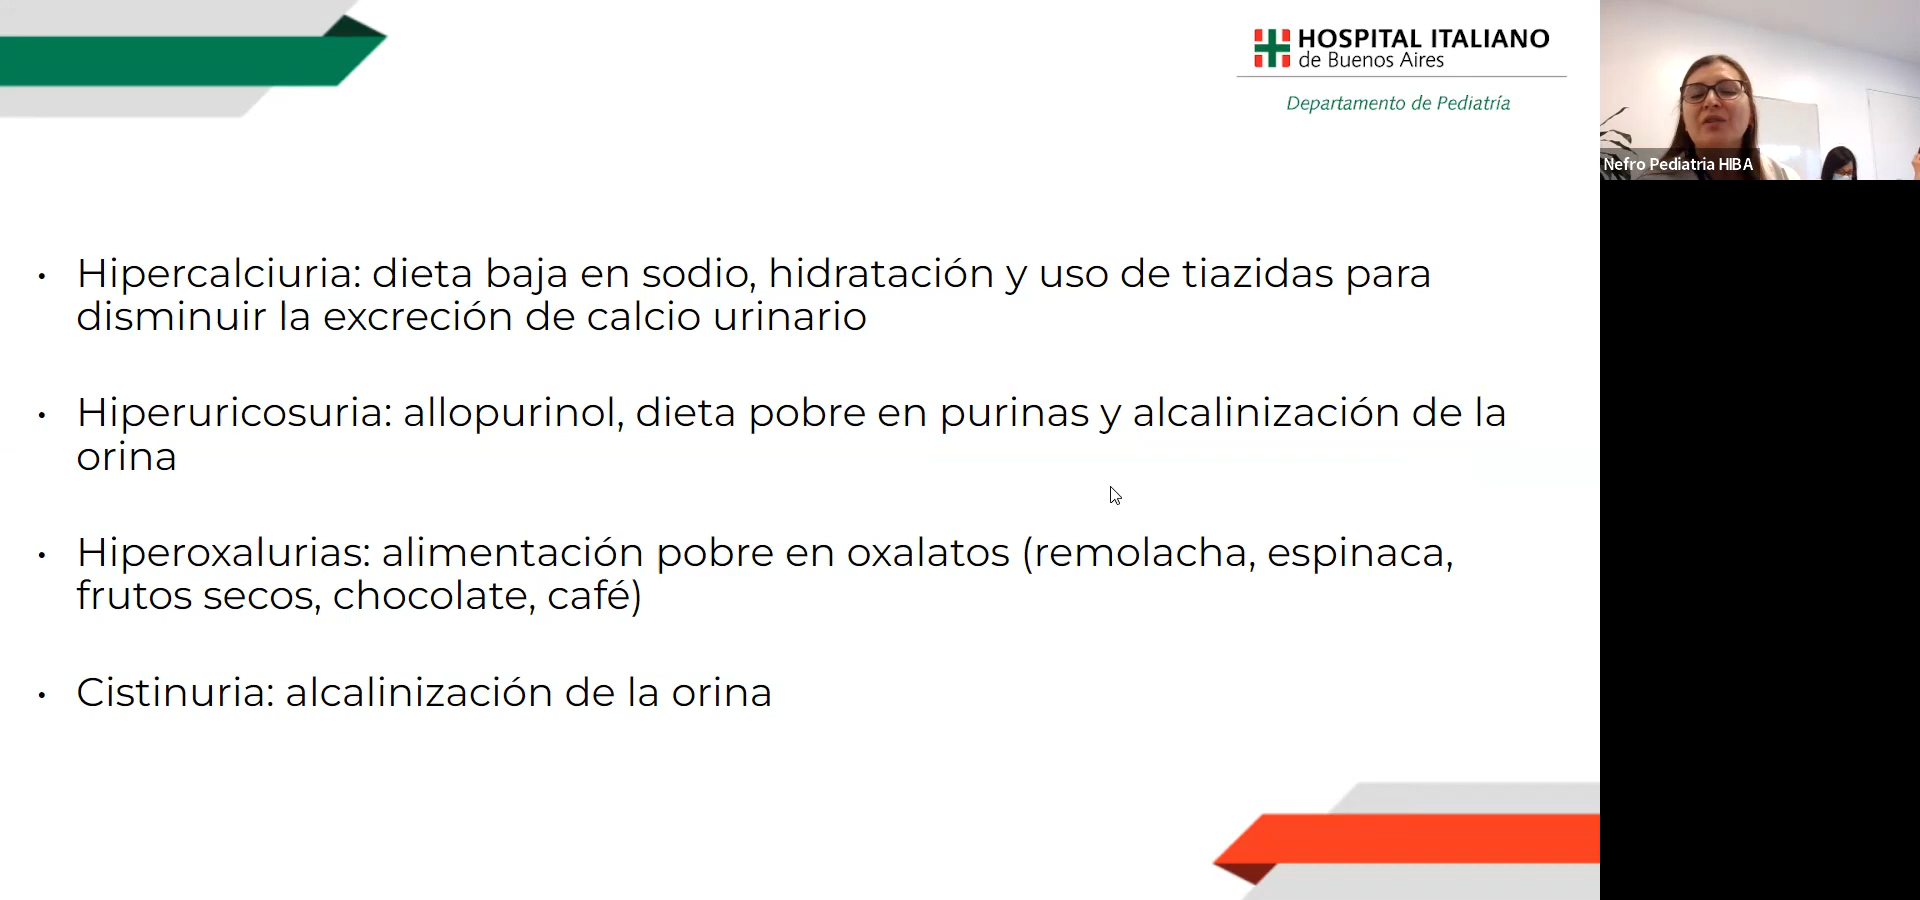 HOSPITAL ITALIANO
de Buenos Aires
Departamento de Pediatría
Nefro Pediatria HIBA
• Hipercalciuria: dieta baja en sodio, hidratación y uso de tiazidas para
disminuir la excreción de calcio urinario
• Hiperuricosuria: allopurinol, dieta pobre en purinas y alcalinización de la
orina
• Hiperoxalurias: alimentación pobre en oxalatos (remolacha, espinaca,
frutos secos, chocolate, café)
• Cistinuria: alcalinización de la orina